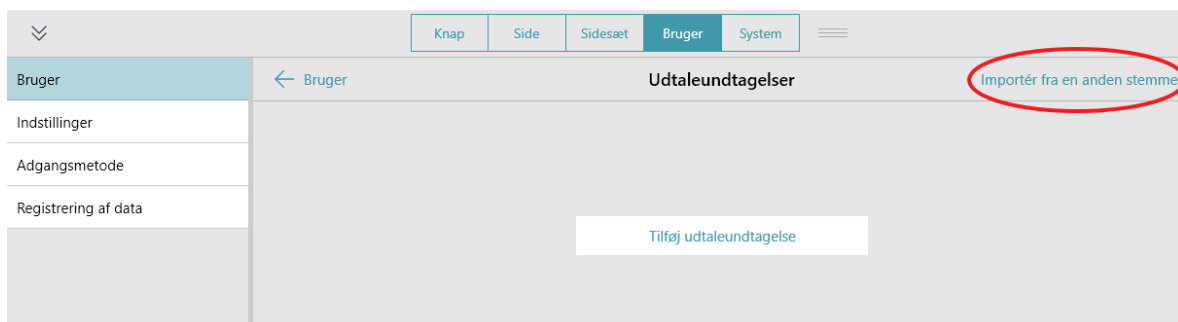 Knap Side Sidesæt Bruger System
Bruger
Bruger Udtaleundtagelser Importér fra en anden stemme
Indstillinger
Adgangsmetode
Registrering af data
Tilføj udtaleundtagelse